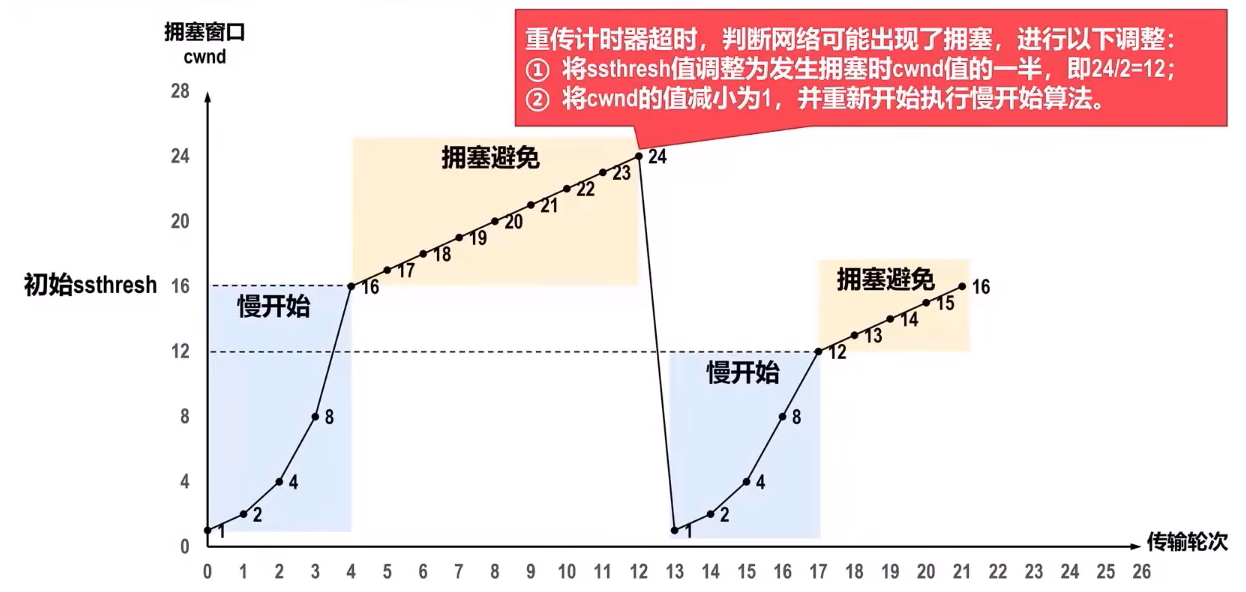 拥塞窗口
cwnd
重传计时器超时，判断网络可能出现了拥塞，进行以下调整：
① 将ssthresh值调整为发生拥塞时cwnd值的一半，即24/2=12；
② 将cwnd的值减小为1，并重新开始执行慢开始算法。
28
24
20
初始ssthresh 16
12
8
4
0
慢开始
1
2
4
8
16
拥塞避免
17
18
19
20
21
22
23
24
慢开始
1
2
4
8
12
拥塞避免
13
14
15
16
0 1 2 3 4 5 6 7 8 9 10 11 12 13 14 15 16 17 18 19 20 21 22 23 24 25 26
传输轮次